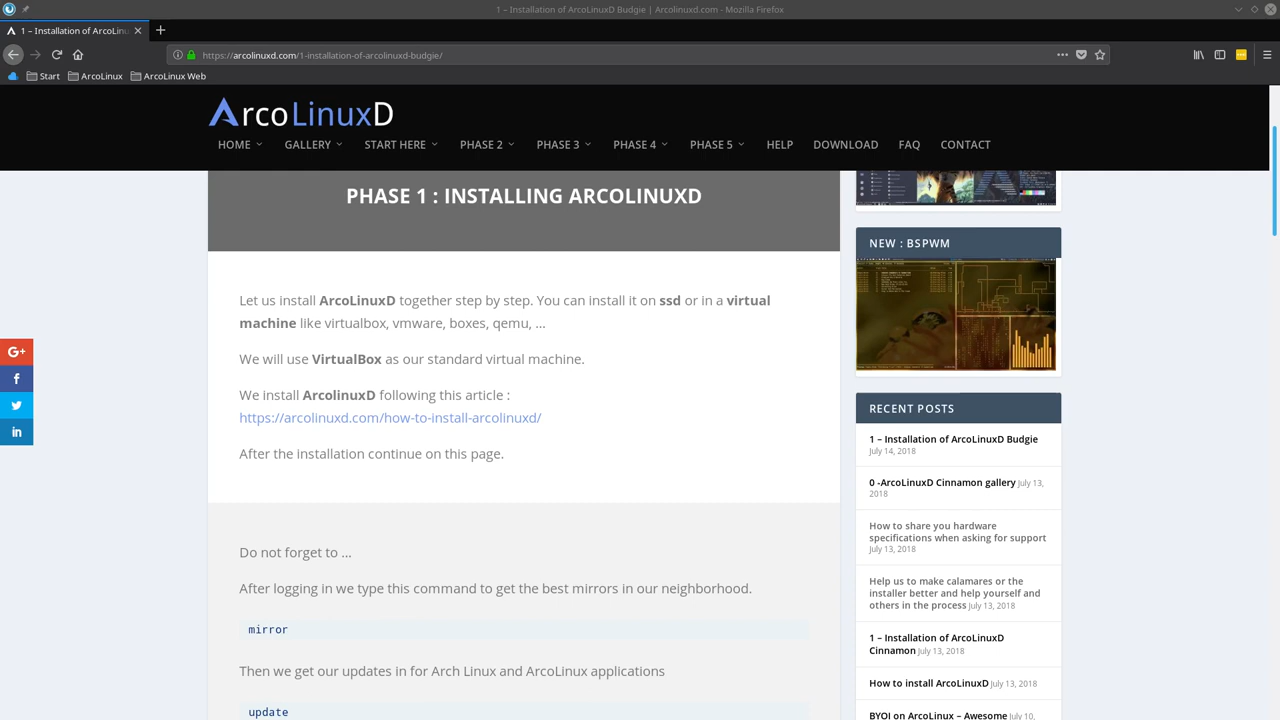 1 – Installation of ArcoLinuxD Budgie | Arcolinuxd.com - Mozilla Firefox
1 – Installation of ArcoLinu
https://arcolinuxd.com/1-installation-of-arcolinuxd-budgie/
Start
ArcoLinux
ArcoLinux Web
ArcoLinuxD
HOME
GALLERY
START HERE
PHASE 2
PHASE 3
PHASE 4
PHASE 5
HELP
DOWNLOAD
FAQ
CONTACT
PHASE 1 : INSTALLING ARCOLINUXD
Let us install ArcoLinuxD together step by step. You can install it on ssd or in a virtual
machine like virtualbox, vmware, boxes, qemu, ...
We will use VirtualBox as our standard virtual machine.
We install ArcolinuxD following this article :
https://arcolinuxd.com/how-to-install-arcolinuxd/
After the installation continue on this page.
Do not forget to ...
After logging in we type this command to get the best mirrors in our neighborhood.
mirror
Then we get our updates in for Arch Linux and ArcoLinux applications
update
G+
f
in
NEW : BSPWM
RECENT POSTS
1 – Installation of ArcoLinuxD Budgie
July 14, 2018
0 -ArcoLinuxD Cinnamon gallery July 13,
2018
How to share you hardware
specifications when asking for support
July 13, 2018
Help us to make calamares or the
installer better and help yourself and
others in the process July 13, 2018
1 – Installation of ArcoLinuxD
Cinnamon July 13, 2018
How to install ArcoLinuxD July 13, 2018
BYOI on ArcoLinux – Awesome July 10,